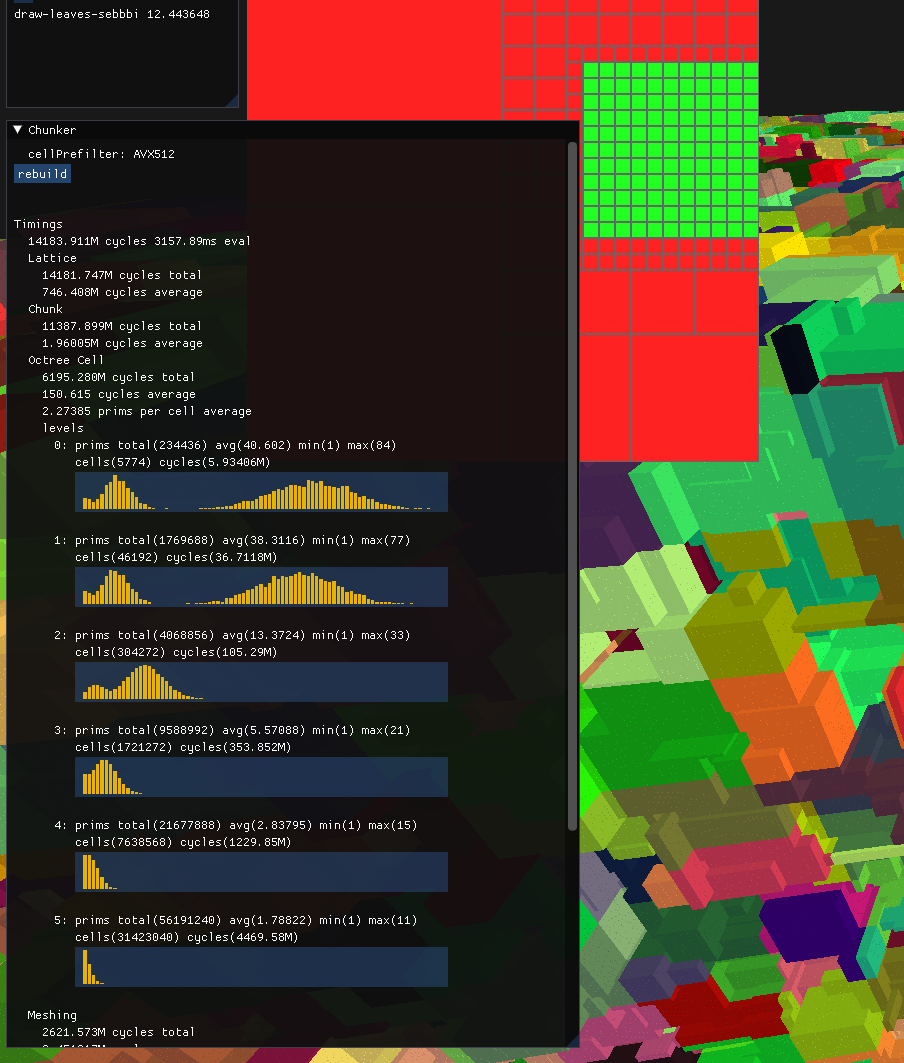 draw-leaves-sebbbi 12.443648
Chunker
cellPrefilter: AVX512
rebuild
Timings
14183.911M cycles 3157.89ms eval
Lattice
14181.747M cycles total
746.408M cycles average
Chunk
11387.899M cycles total
1.96005M cycles average
Octree Cell
6195.280M cycles total
150.615 cycles average
2.27385 prims per cell average
levels
0: prims total(234436) avg(40.602) min(1) max(84)
cells(5774) cycles(5.93406M)
1: prims total(1769688) avg(38.3116) min(1) max(77)
cells(46192) cycles(36.7118M)
2: prims total(4068856) avg(13.3724) min(1) max(33)
cells(304272) cycles(105.29M)
3: prims total(9588992) avg(5.57088) min(1) max(21)
cells(1721272) cycles(353.852M)
4: prims total(21677888) avg(2.83795) min(1) max(15)
cells(7638568) cycles(1229.85M)
5: prims total(56191240) avg(1.78822) min(1) max(11)
cells(31423040) cycles(4469.58M)
Meshing
2621.573M cycles total